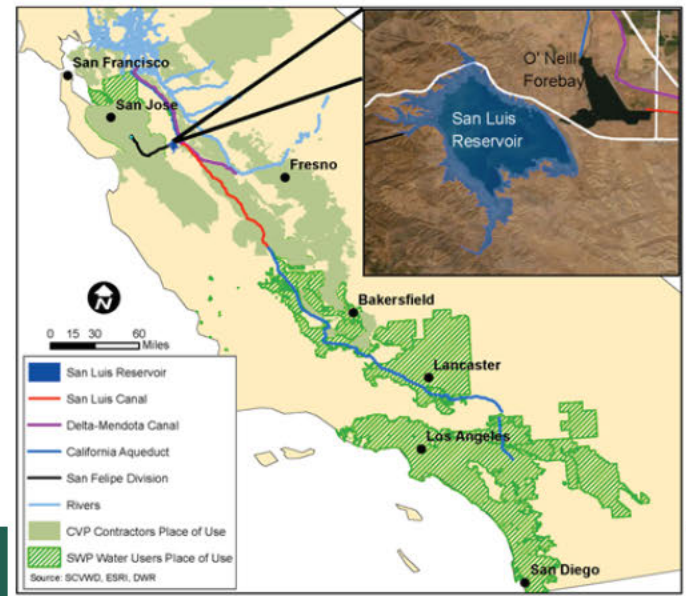 San Francisco
San Jose
Fresno
Bakersfield
Lancaster
Los Angeles
San Diego
O' Neill
Forebay
San Luis
Reservoir
N
0 15 30 60
Miles
San Luis Reservoir
San Luis Canal
Delta-Mendota Canal
California Aqueduct
San Felipe Division
Rivers
CVP Contractors Place of Use
SWP Water Users Place of Use
Source: SCVWD, ESRI, DWR